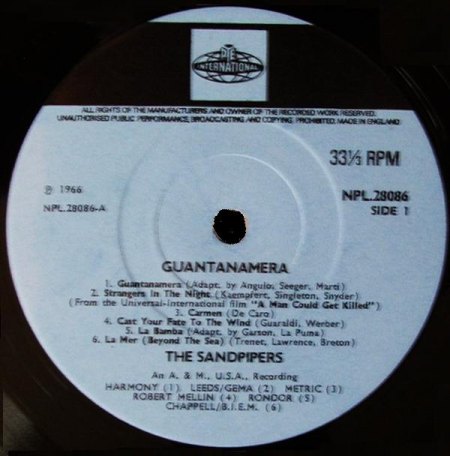 PYE
INTERNATIONAL
ALL RIGHTS OF THE MANUFACTURERS AND OWNER OF THE RECORDED WORK RESERVED.
UNAUTHORISED PUBLIC PERFORMANCE, BROADCASTING AND COPYING PROHIBITED. MADE IN ENGLAND
33⅓ RPM
℗ 1966
NPL.28086
NPL.28086-A
SIDE 1
GUANTANAMERA
1. Guantanamera (Adapt. by Angulo, Seeger, Marti)
2. Strangers In The Night (Kaempfert, Singleton, Snyder)
(From the Universal-International film "A Man Could Get Killed")
3. Carmen (De Caro)
4. Cast Your Fate To The Wind (Guaraldi, Werber)
5. La Bamba (Adapt. by Garson, La Puma)
6. La Mer (Beyond The Sea) (Trenet, Lawrence, Breton)
THE SANDPIPERS
An A. & M., U.S.A., Recording
HARMONY (1) LEEDS/GEMA (2) METRIC (3)
ROBERT MELLIN (4) RONDOR (5)
CHAPPELL/B.I.E.M. (6)